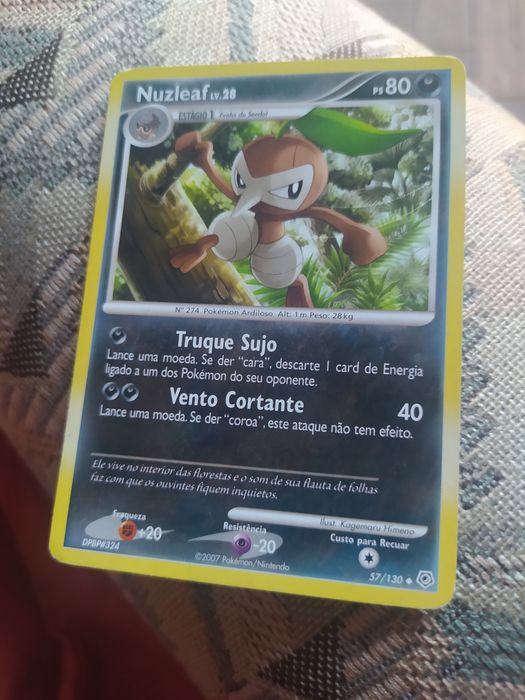 Nuzleaf LV.28
PS 80
ESTÁGIO 1 Evolui do Seedot
Nº 274 Pokémon Ardiloso. Alt: 1m Peso: 28kg
Truque Sujo
Lance uma moeda. Se der "cara", descarte 1 card de Energia
ligado a um dos Pokémon do seu oponente.
Vento Cortante 40
Lance uma moeda. Se der "coroa", este ataque não tem efeito.
Ele vive no interior das florestas e o som de sua flauta de folhas
faz com que os ouvintes fiquem inquietos.
Illust. Kagemaru Himeno
Fraqueza
+20
Resistência
-20
Custo para Recuar
DPBP#324
©2007 Pokémon/Nintendo
57/130